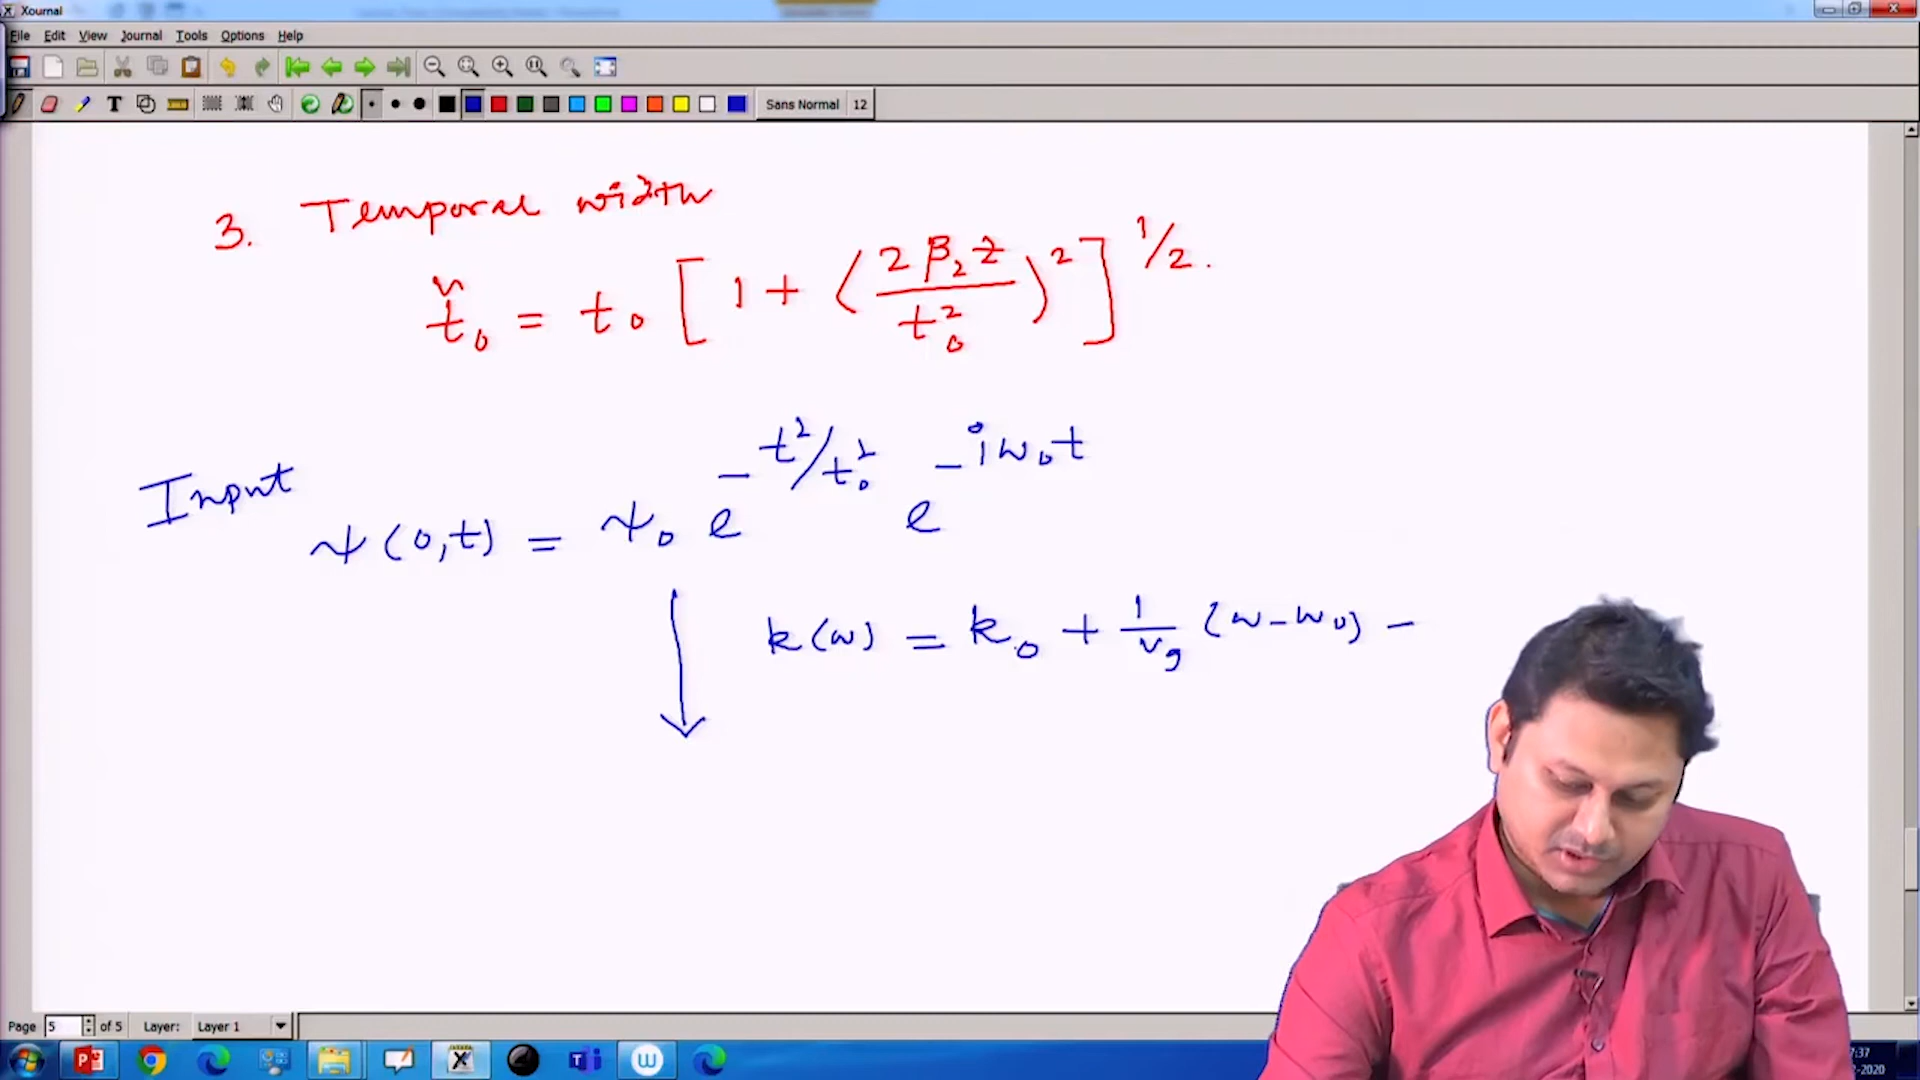 Xournal
File Edit View Journal Tools Options Help
Sans Normal 12
3. Temporal width
t̃₀ = t₀ [ 1 + ( 2 β₂ z / t₀² )² ]^1/2.
Input
ψ(0,t) = ψ₀ e^-t²/t₀² e^-iω₀t
k(ω) = k₀ + 1/v_g (ω-ω₀) -
Page 5 of 5 Layer: Layer 1